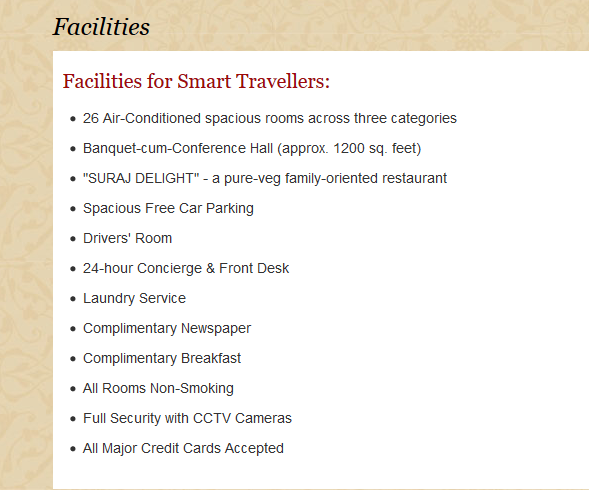 Facilities
Facilities for Smart Travellers:
• 26 Air-Conditioned spacious rooms across three categories
• Banquet-cum-Conference Hall (approx. 1200 sq. feet)
• "SURAJ DELIGHT" - a pure-veg family-oriented restaurant
• Spacious Free Car Parking
• Drivers' Room
• 24-hour Concierge & Front Desk
• Laundry Service
• Complimentary Newspaper
• Complimentary Breakfast
• All Rooms Non-Smoking
• Full Security with CCTV Cameras
• All Major Credit Cards Accepted